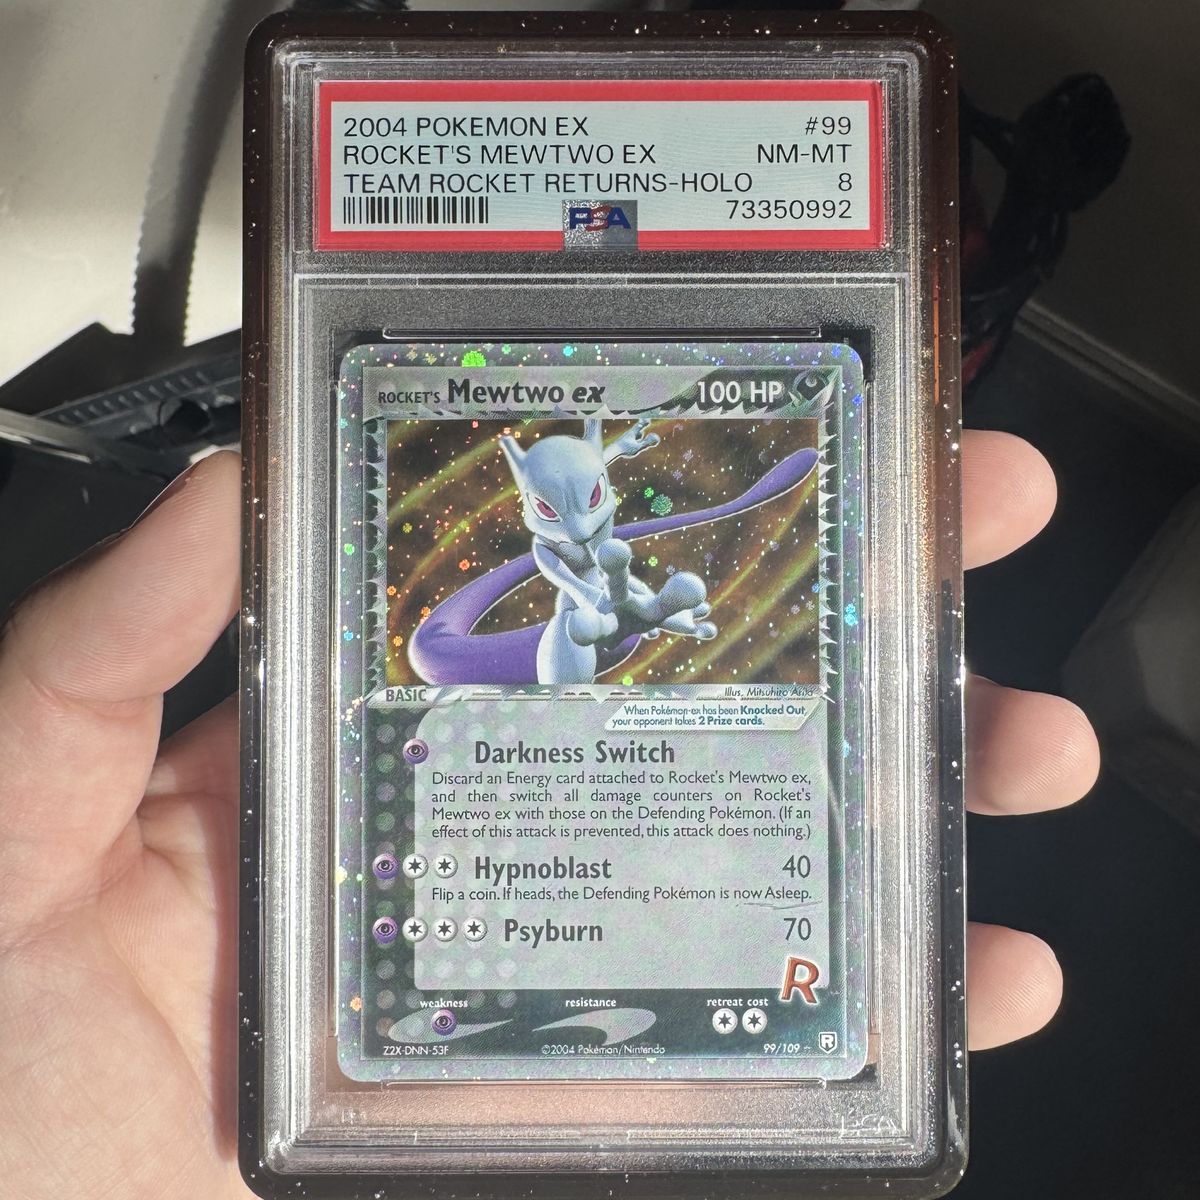 2004 POKEMON EX #99
ROCKET'S MEWTWO EX NM-MT
TEAM ROCKET RETURNS-HOLO 8
PSA 73350992
ROCKET'S Mewtwo ex 100 HP
BASIC Illus. Mitsuhiro Arita
When Pokémon-ex has been Knocked Out,
your opponent takes 2 Prize cards.
Darkness Switch
Discard an Energy card attached to Rocket's Mewtwo ex,
and then switch all damage counters on Rocket's
Mewtwo ex with those on the Defending Pokémon. (If an
effect of this attack is prevented, this attack does nothing.)
Hypnoblast 40
Flip a coin. If heads, the Defending Pokémon is now Asleep.
Psyburn 70
R
weakness resistance retreat cost
Z2X-DNN-53F ©2004 Pokémon/Nintendo 99/109 R
PSA